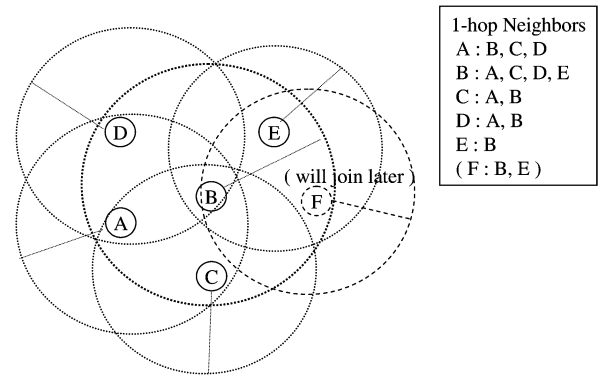 1-hop Neighbors
A : B, C, D
B : A, C, D, E
C : A, B
D : A, B
E : B
( F : B, E )
D
E
( will join later )
B
F
A
C